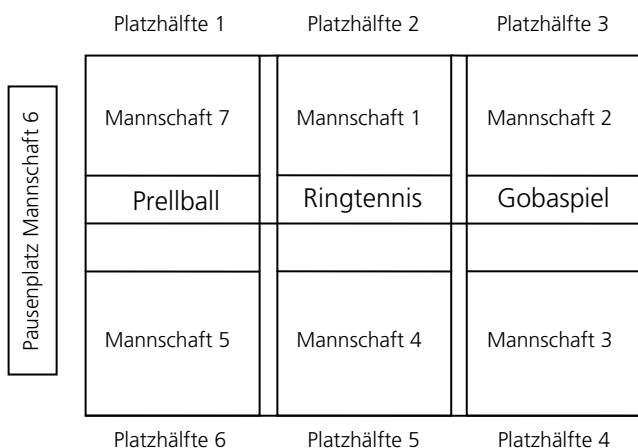 Platzhälfte 1 Platzhälfte 2 Platzhälfte 3
Pausenplatz Mannschaft 6
Mannschaft 7 Mannschaft 1 Mannschaft 2
Prellball Ringtennis Gobaspiel
Mannschaft 5 Mannschaft 4 Mannschaft 3
Platzhälfte 6 Platzhälfte 5 Platzhälfte 4